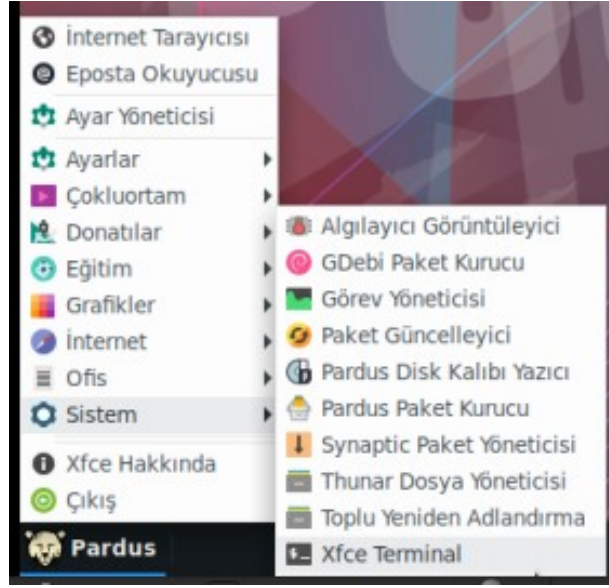 İnternet Tarayıcısı
Eposta Okuyucusu
Ayar Yöneticisi
Ayarlar
Çokluortam
Donatılar
Eğitim
Grafikler
İnternet
Ofis
Sistem
Xfce Hakkında
Çıkış
Pardus
Algılayıcı Görüntüleyici
GDebi Paket Kurucu
Görev Yöneticisi
Paket Güncelleyici
Pardus Disk Kalıbı Yazıcı
Pardus Paket Kurucu
Synaptic Paket Yöneticisi
Thunar Dosya Yöneticisi
Toplu Yeniden Adlandırma
Xfce Terminal